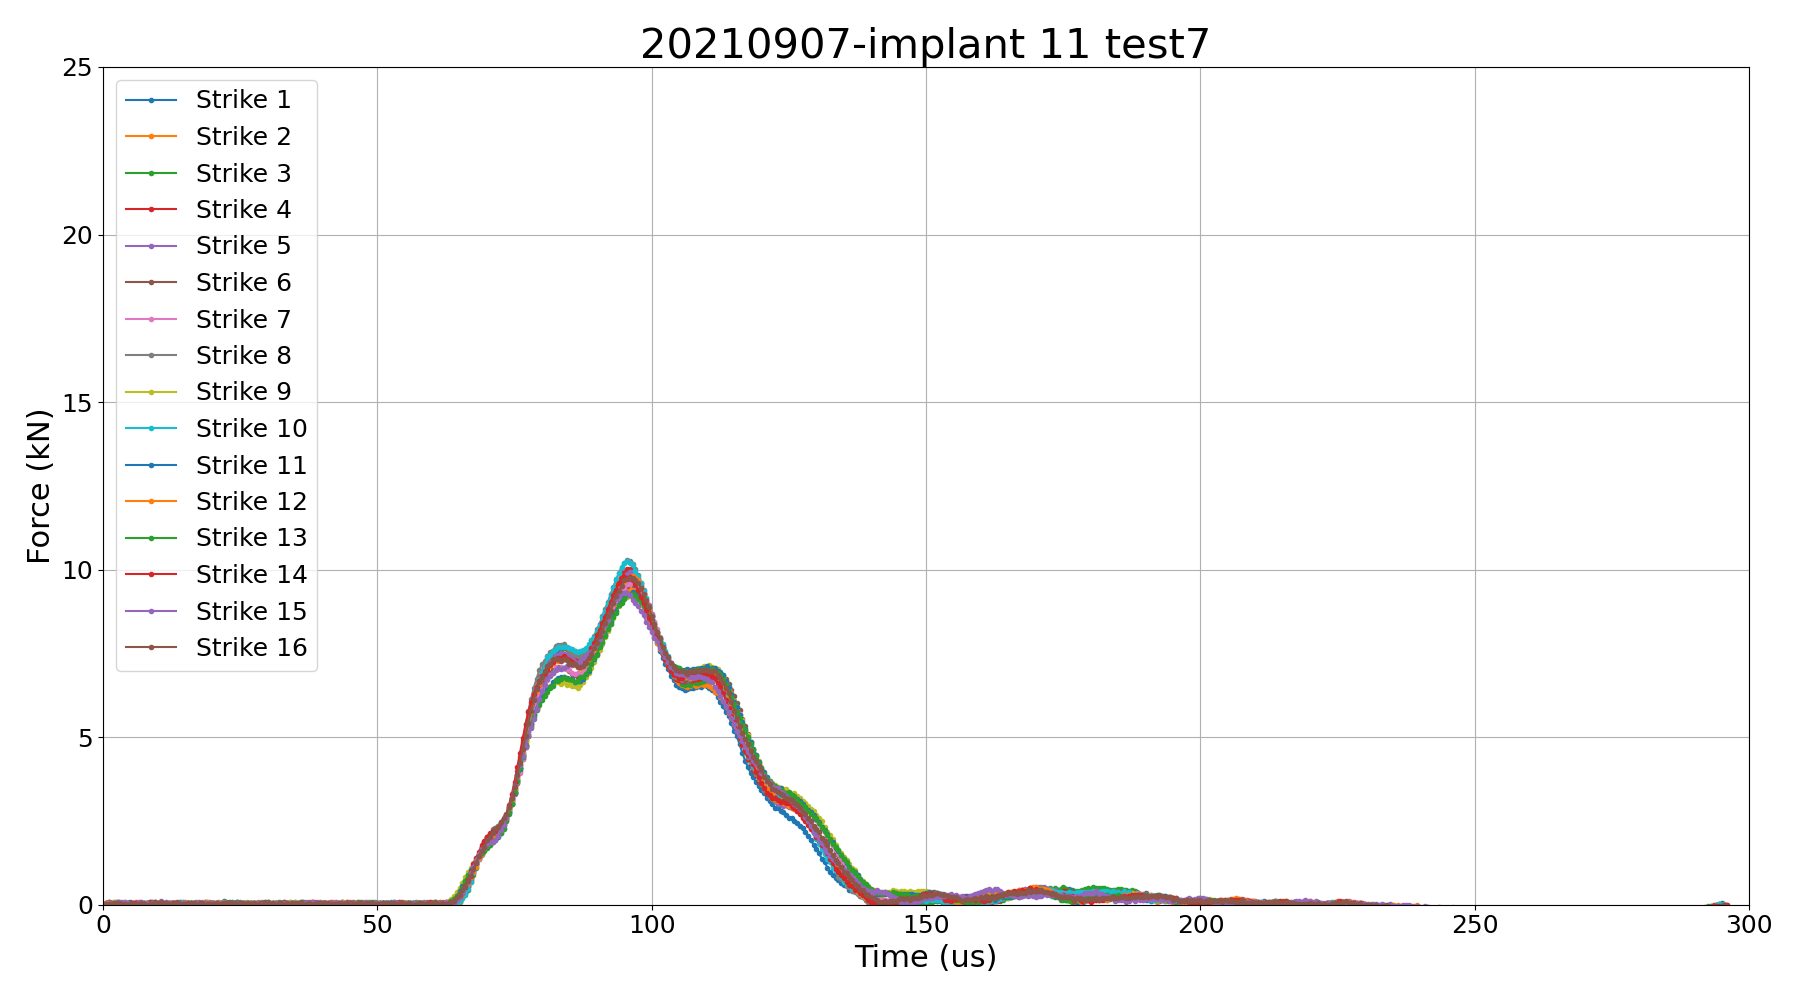 20210907-implant 11 test7
25
20
15
10
5
0
Force (kN)
Strike 1
Strike 2
Strike 3
Strike 4
Strike 5
Strike 6
Strike 7
Strike 8
Strike 9
Strike 10
Strike 11
Strike 12
Strike 13
Strike 14
Strike 15
Strike 16
0 50 100 150 200 250 300
Time (us)